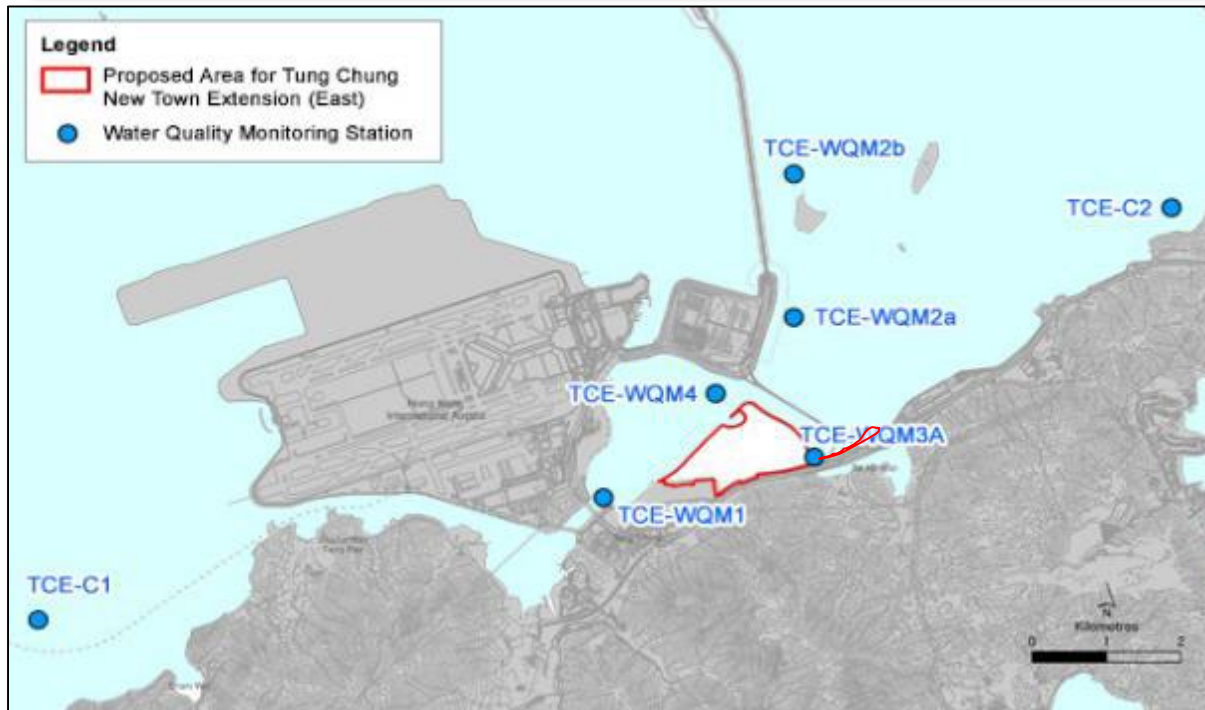 Legend
Proposed Area for Tung Chung
New Town Extension (East)
Water Quality Monitoring Station
TCE-WQM2b
TCE-C2
TCE-WQM2a
TCE-WQM4
TCE-WQM3A
TCE-WQM1
TCE-C1
N
Kilometres
0 1 2